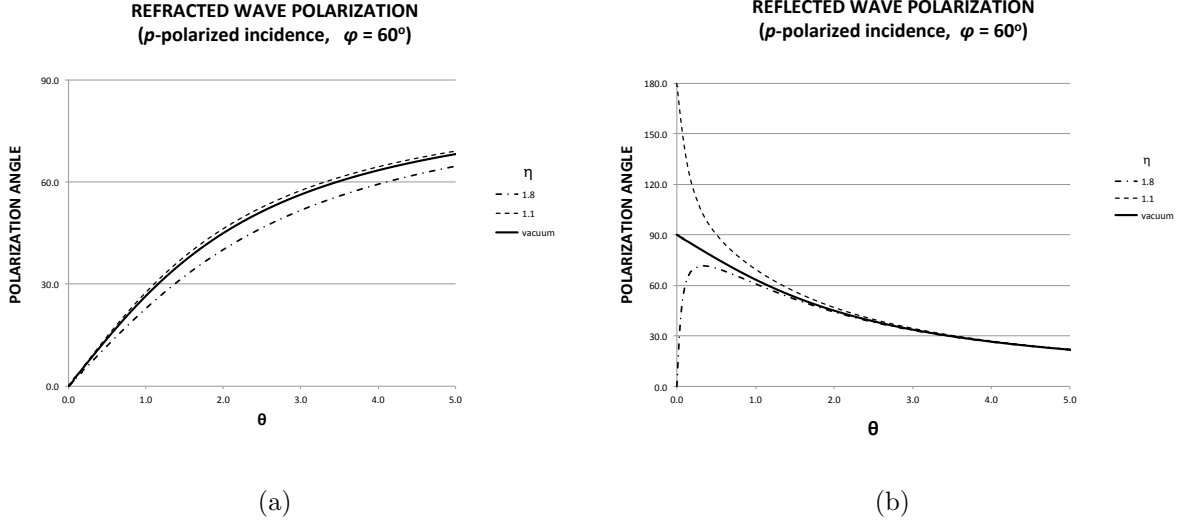 REFRACTED WAVE POLARIZATION
(p-polarized incidence, φ = 60º)
90.0
60.0
30.0
0.0
0.0 1.0 2.0 3.0 4.0 5.0
POLARIZATION ANGLE
θ
η
1.8
1.1
vacuum
(a)
REFLECTED WAVE POLARIZATION
(p-polarized incidence, φ = 60º)
180.0
150.0
120.0
90.0
60.0
30.0
0.0
0.0 1.0 2.0 3.0 4.0 5.0
POLARIZATION ANGLE
θ
η
1.8
1.1
vacuum
(b)